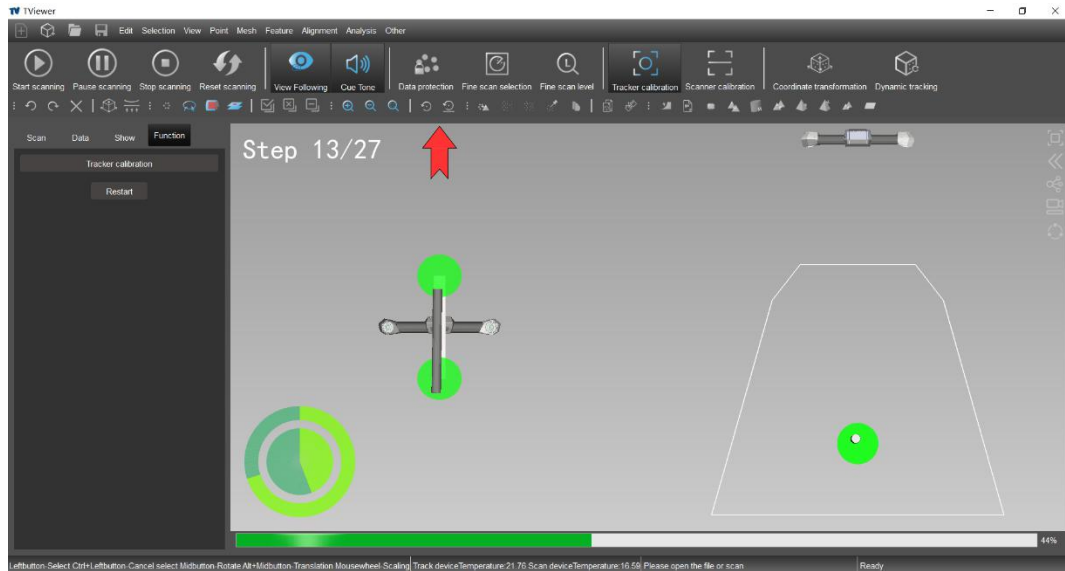 TViewer
Edit Selection View Point Mesh Feature Alignment Analysis Other
Start scanning Pause scanning Stop scanning Reset scanning View Following Cue Tone Data protection Fine scan selection Fine scan level Tracker calibration Scanner calibration Coordinate transformation Dynamic tracking
Scan Data Show Function
Step 13/27
Tracker calibration
Restart
44%
Leftbutton-Select Ctrl+Leftbutton-Cancel select Midbutton-Rotate Alt+Midbutton-Translation Mousewheel-Scaling Track deviceTemperature:21.76 Scan deviceTemperature:16.59 Please open the file or scan Ready